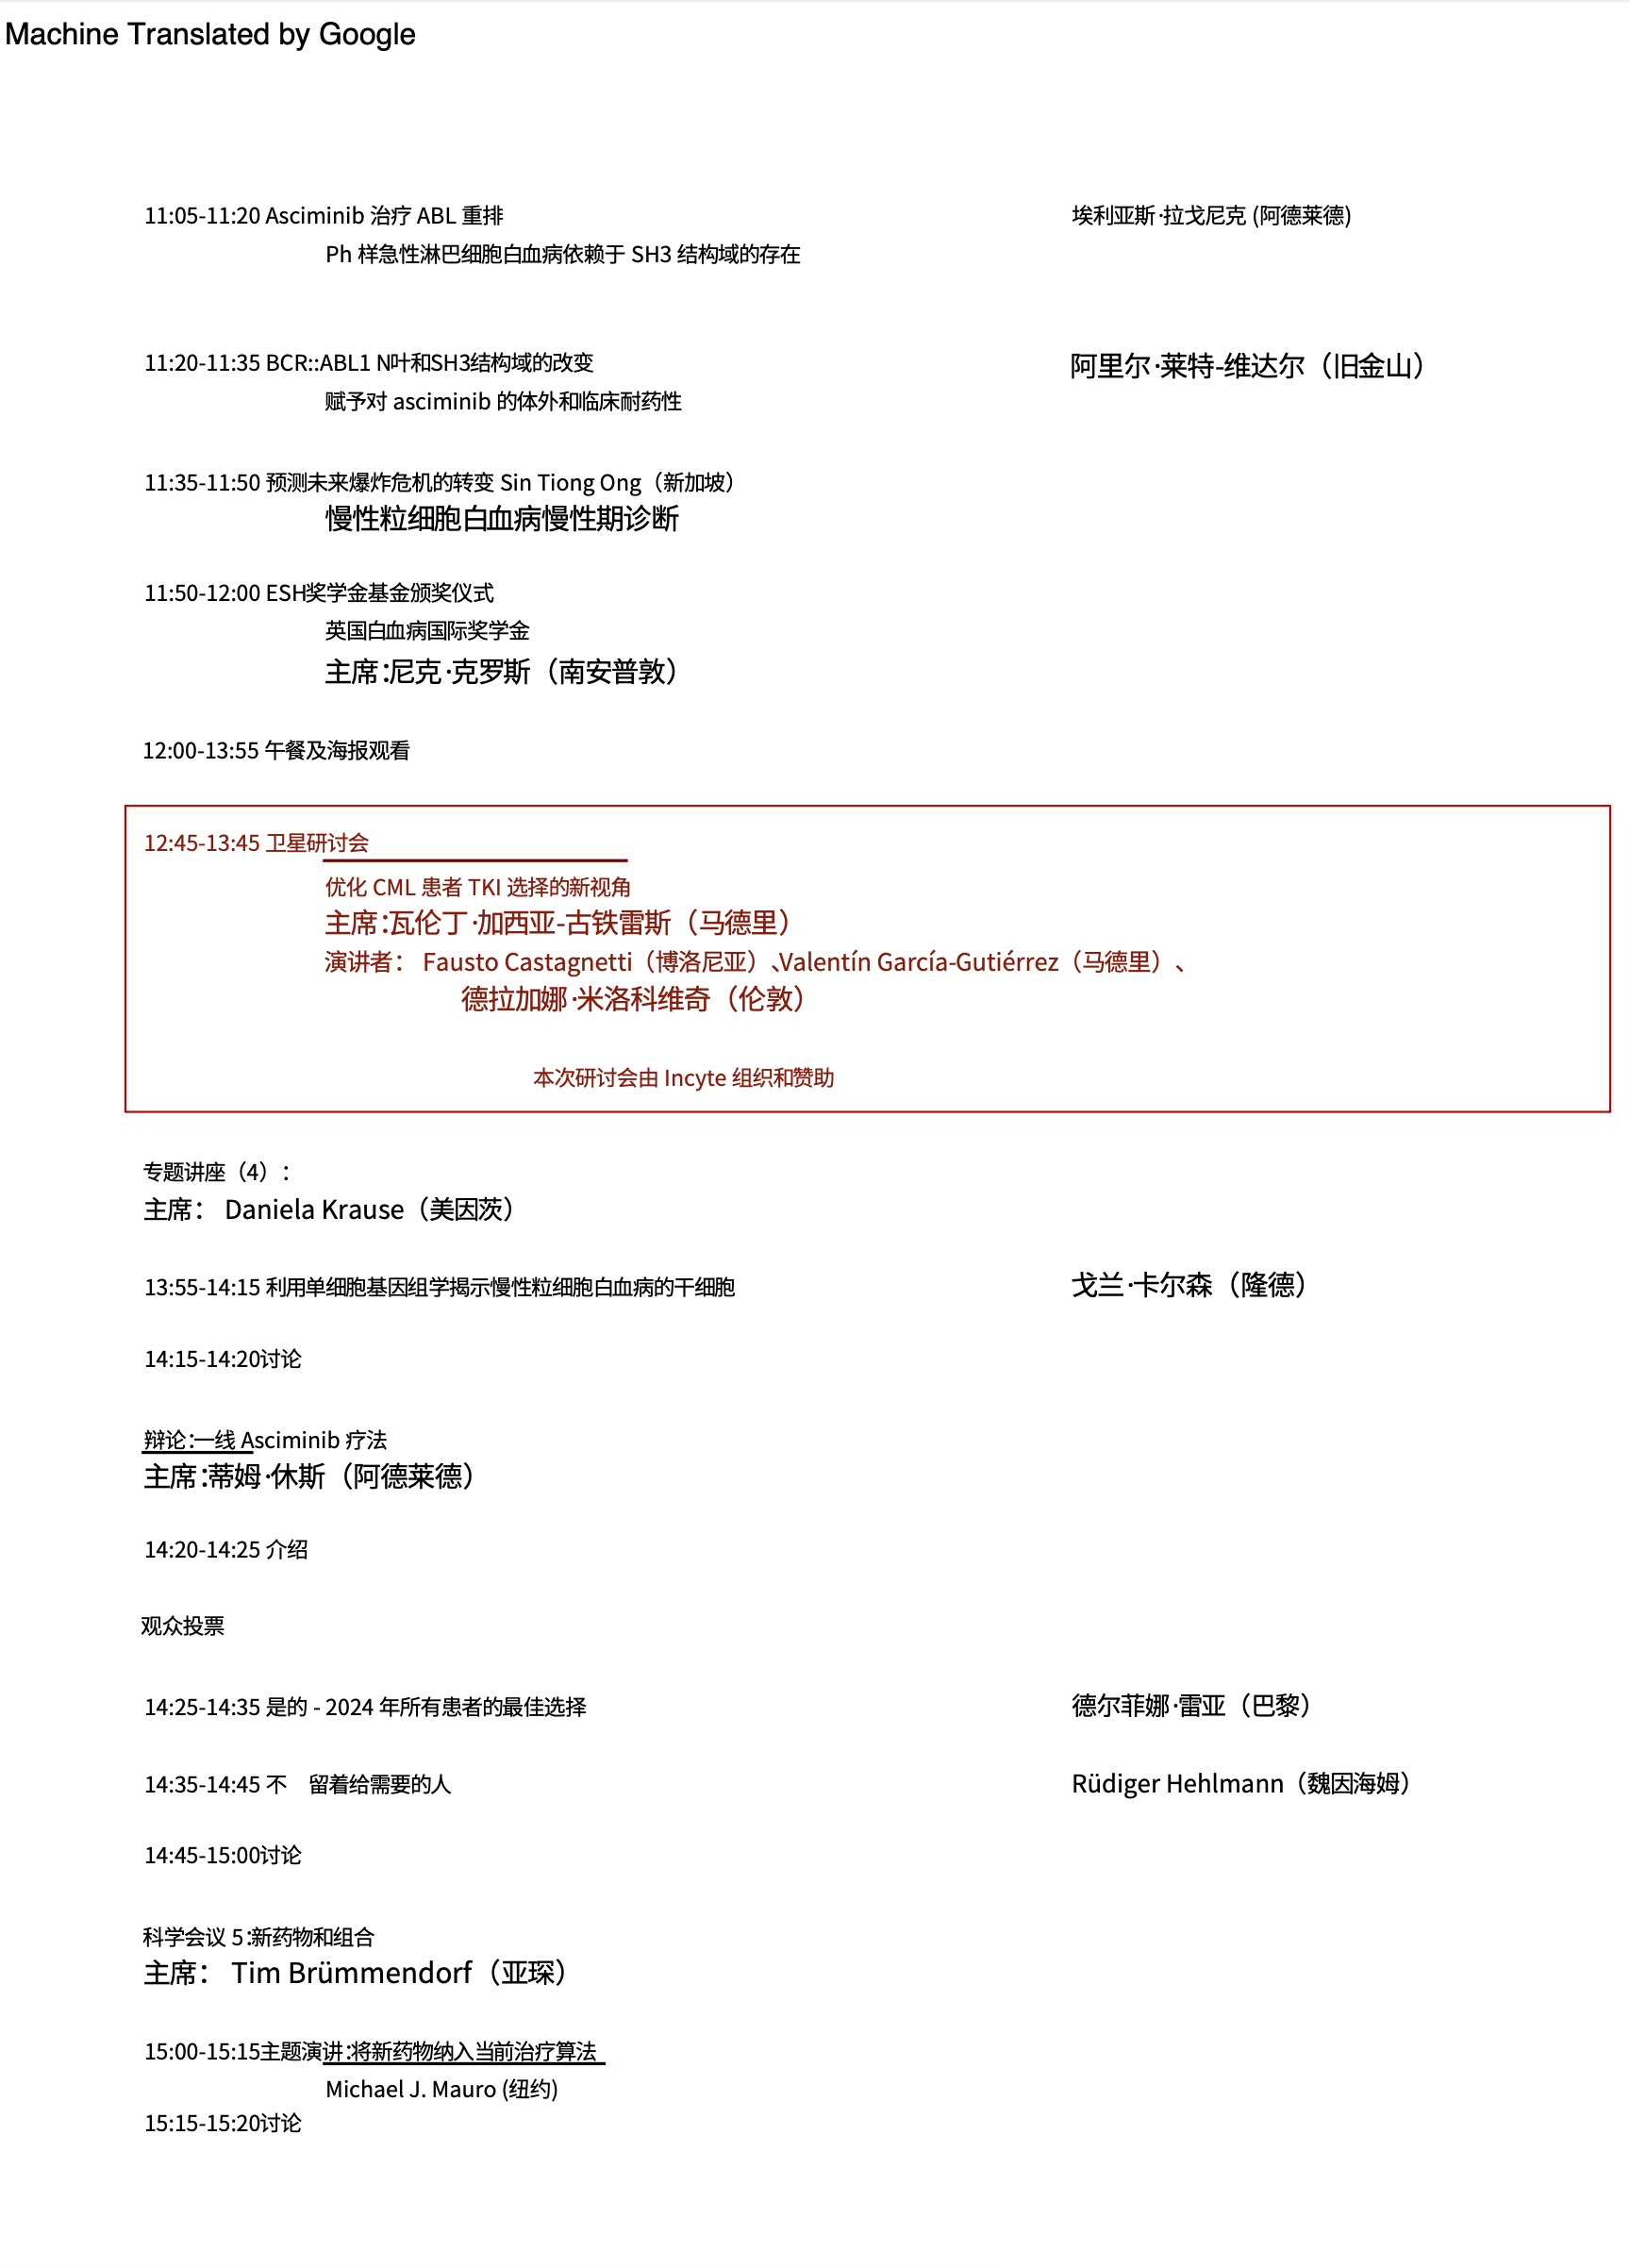 Machine Translated by Google
11:05-11:20 Asciminib 治疗 ABL 重排
埃利亚斯·拉戈尼克 (阿德莱德)
Ph 样急性淋巴细胞白血病依赖于 SH3 结构域的存在
11:20-11:35 BCR::ABL1 N叶和SH3结构域的改变
阿里尔·莱特-维达尔（旧金山）
赋予对 asciminib 的体外和临床耐药性
11:35-11:50 预测未来爆炸危机的转变 Sin Tiong Ong（新加坡）
慢性粒细胞白血病慢性期诊断
11:50-12:00 ESH奖学金基金颁奖仪式
英国白血病国际奖学金
主席：尼克·克罗斯（南安普敦）
12:00-13:55 午餐及海报观看
12:45-13:45 卫星研讨会
优化 CML 患者 TKI 选择的新视角
主席：瓦伦丁·加西亚-古铁雷斯（马德里）
演讲者： Fausto Castagnetti（博洛尼亚）、Valentín García-Gutiérrez（马德里）、
德拉加娜·米洛科维奇（伦敦）
本次研讨会由 Incyte 组织和赞助
专题讲座（4）：
主席： Daniela Krause（美因茨）
13:55-14:15 利用单细胞基因组学揭示慢性粒细胞白血病的干细胞
戈兰·卡尔森（隆德）
14:15-14:20讨论
辩论：一线 Asciminib 疗法
主席：蒂姆·休斯（阿德莱德）
14:20-14:25 介绍
观众投票
14:25-14:35 是的 - 2024 年所有患者的最佳选择
德尔菲娜·雷亚（巴黎）
14:35-14:45 不 留着给需要的人
Rüdiger Hehlmann（魏因海姆）
14:45-15:00讨论
科学会议 5：新药物和组合
主席： Tim Brümmendorf（亚琛）
15:00-15:15主题演讲：将新药物纳入当前治疗算法
Michael J. Mauro (纽约)
15:15-15:20讨论